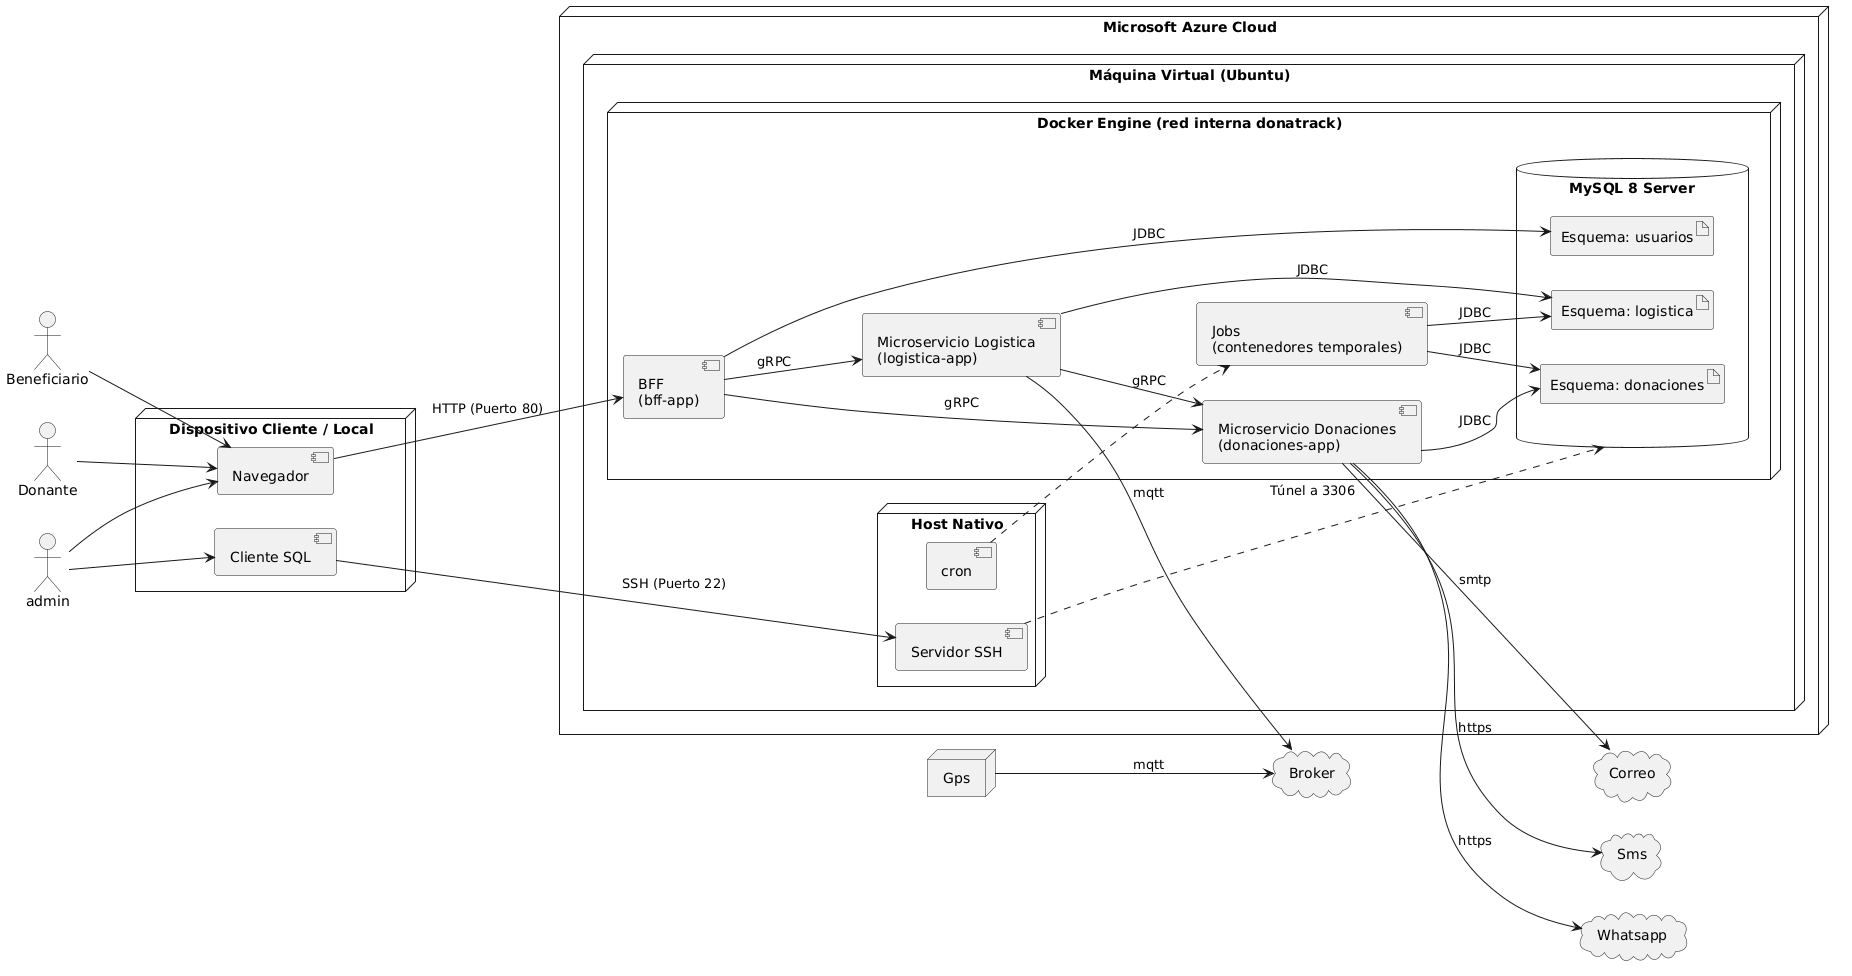 Microsoft Azure Cloud
Máquina Virtual (Ubuntu)
Docker Engine (red interna donatrack)
MySQL 8 Server
Esquema: usuarios
JDBC
JDBC
Esquema: logistica
Jobs
(contenedores temporales)
JDBC
Microservicio Logistica
(logistica-app)
JDBC
Esquema: donaciones
gRPC
BFF
(bff-app)
gRPC
gRPC
Microservicio Donaciones
(donaciones-app)
JDBC
Beneficiario
HTTP (Puerto 80)
Dispositivo Cliente / Local
Navegador
Donante
Túnel a 3306
mqtt
Host Nativo
cron
Cliente SQL
SSH (Puerto 22)
smtp
admin
Servidor SSH
https
Gps
mqtt
Broker
Correo
https
Sms
Whatsapp